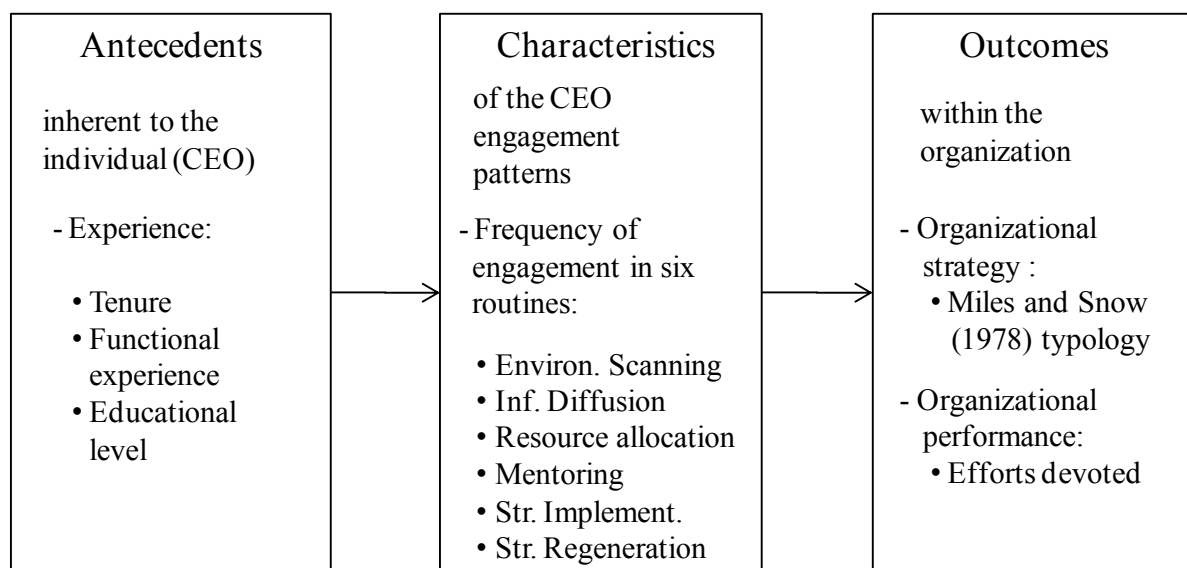 Antecedents
inherent to the
individual (CEO)
- Experience:
• Tenure
• Functional
experience
• Educational
level
Characteristics
of the CEO
engagement
patterns
- Frequency of
engagement in six
routines:
• Environ. Scanning
• Inf. Diffusion
• Resource allocation
• Mentoring
• Str. Implement.
• Str. Regeneration
Outcomes
within the
organization
- Organizational
strategy :
• Miles and Snow
(1978) typology
- Organizational
performance:
• Efforts devoted